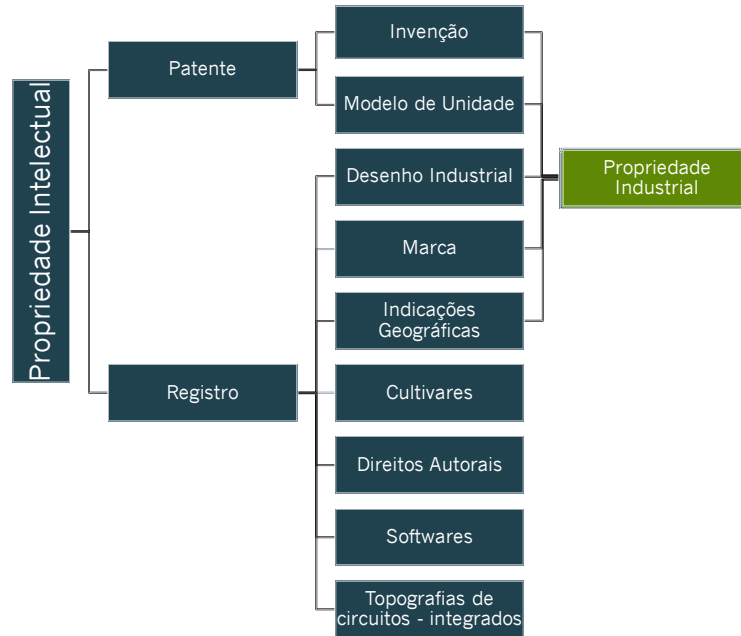 Propriedade Intelectual
Patente
Registro
Invenção
Modelo de Unidade
Desenho Industrial
Marca
Indicações
Geográficas
Cultivares
Direitos Autorais
Softwares
Topografias de
circuitos - integrados
Propriedade
Industrial